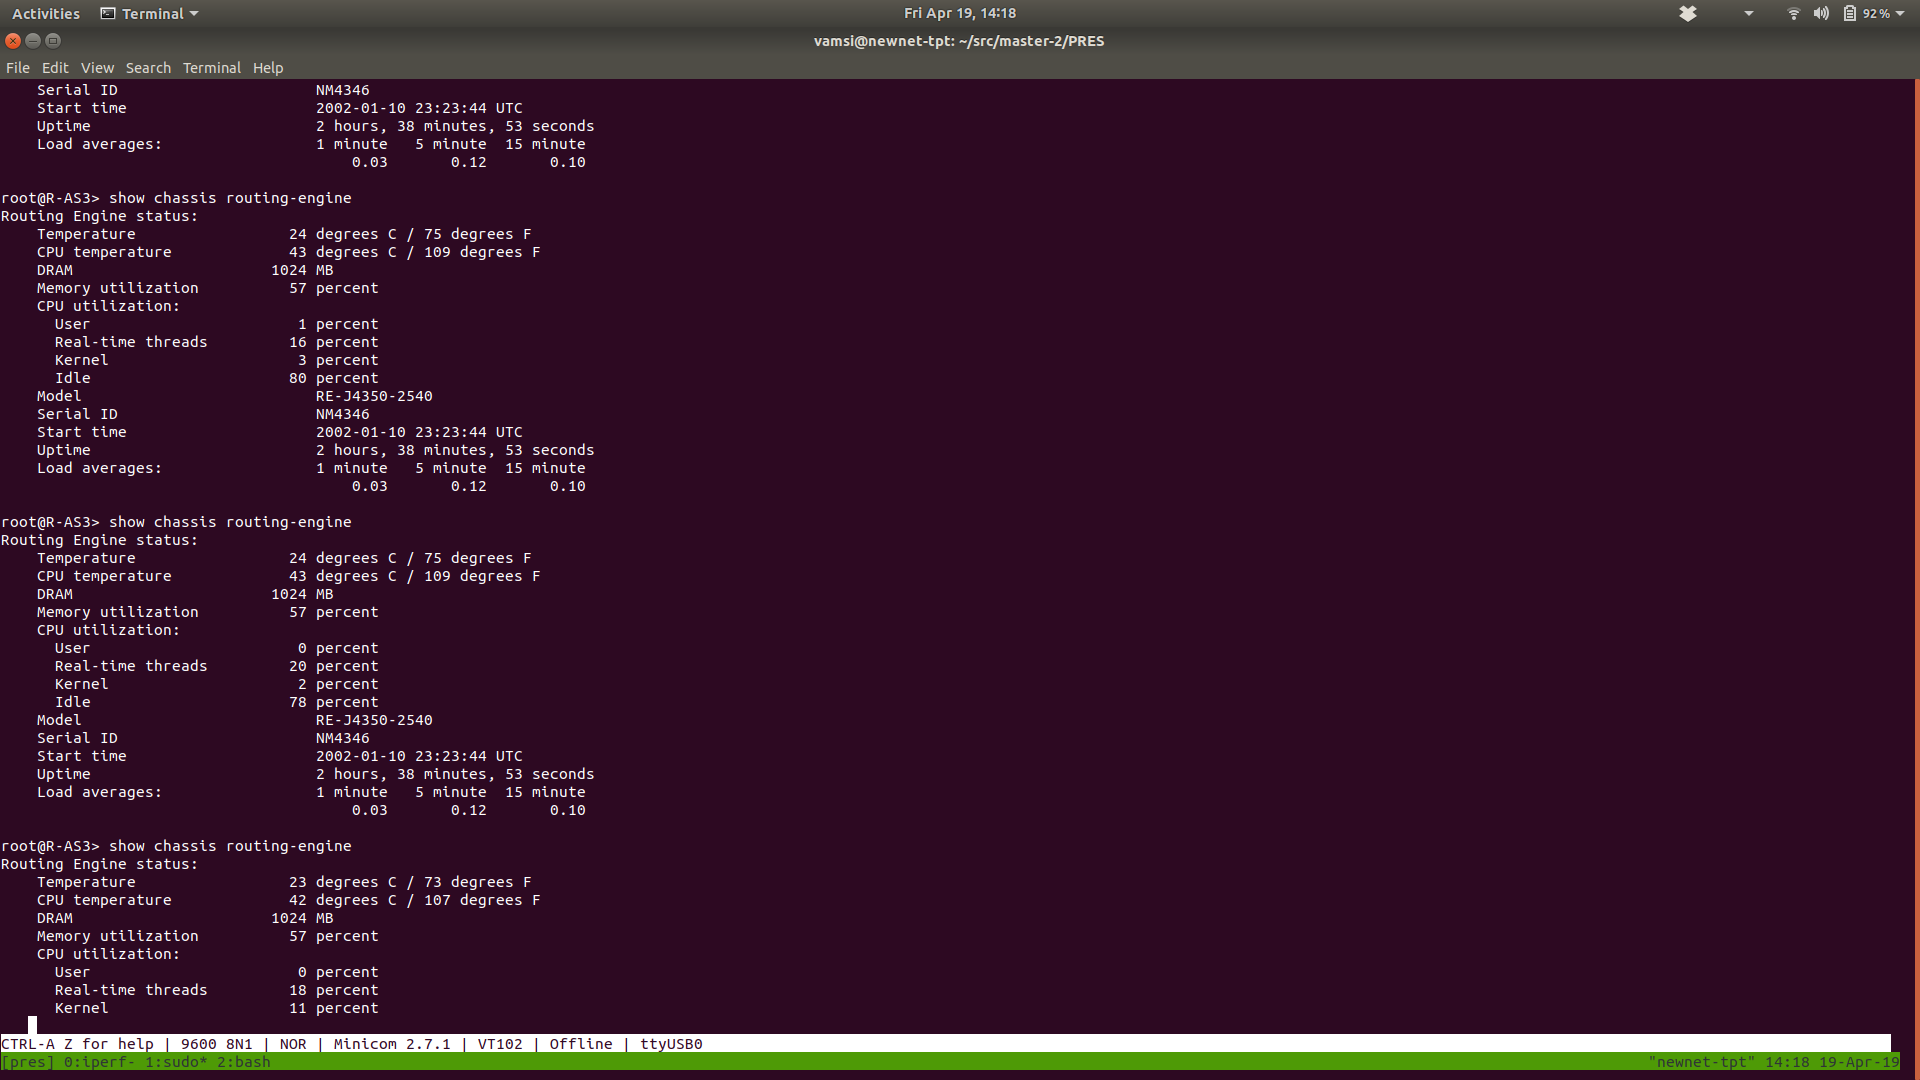 Activities Terminal Fri Apr 19, 14:18 92 %
vamsi@newnet-tpt: ~/src/master-2/PRES
File Edit View Search Terminal Help
    Serial ID                      NM4346
    Start time                     2002-01-10 23:23:44 UTC
    Uptime                         2 hours, 38 minutes, 53 seconds
    Load averages:                 1 minute   5 minute  15 minute
                                       0.03       0.12       0.10
root@R-AS3> show chassis routing-engine
Routing Engine status:
    Temperature                 24 degrees C / 75 degrees F
    CPU temperature             43 degrees C / 109 degrees F
    DRAM                      1024 MB
    Memory utilization          57 percent
    CPU utilization:
      User                       1 percent
      Real-time threads         16 percent
      Kernel                     3 percent
      Idle                      80 percent
    Model                          RE-J4350-2540
    Serial ID                      NM4346
    Start time                     2002-01-10 23:23:44 UTC
    Uptime                         2 hours, 38 minutes, 53 seconds
    Load averages:                 1 minute   5 minute  15 minute
                                       0.03       0.12       0.10
root@R-AS3> show chassis routing-engine
Routing Engine status:
    Temperature                 24 degrees C / 75 degrees F
    CPU temperature             43 degrees C / 109 degrees F
    DRAM                      1024 MB
    Memory utilization          57 percent
    CPU utilization:
      User                       0 percent
      Real-time threads         20 percent
      Kernel                     2 percent
      Idle                      78 percent
    Model                          RE-J4350-2540
    Serial ID                      NM4346
    Start time                     2002-01-10 23:23:44 UTC
    Uptime                         2 hours, 38 minutes, 53 seconds
    Load averages:                 1 minute   5 minute  15 minute
                                       0.03       0.12       0.10
root@R-AS3> show chassis routing-engine
Routing Engine status:
    Temperature                 23 degrees C / 73 degrees F
    CPU temperature             42 degrees C / 107 degrees F
    DRAM                      1024 MB
    Memory utilization          57 percent
    CPU utilization:
      User                       0 percent
      Real-time threads         18 percent
      Kernel                    11 percent
CTRL-A Z for help | 9600 8N1 | NOR | Minicom 2.7.1 | VT102 | Offline | ttyUSB0
[pres] 0:iperf- 1:sudo* 2:bash "newnet-tpt" 14:18 19-Apr-19